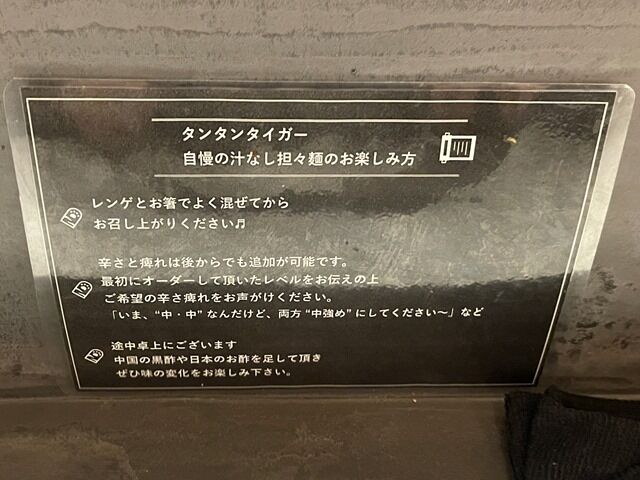 タンタンタイガー
自慢の汁なし担々麺のお楽しみ方
レンゲとお箸でよく混ぜてから
お召し上がりください♬
辛さと痺れは後からでも追加が可能です。
最初にオーダーして頂いたレベルをお伝えの上
ご希望の辛さ痺れをお声がけください。
「いま、“中・中”なんだけど、両方“中強め”にしてください～」など
途中卓上にございます
中国の黒酢や日本のお酢を足して頂き
ぜひ味の変化をお楽しみ下さい。